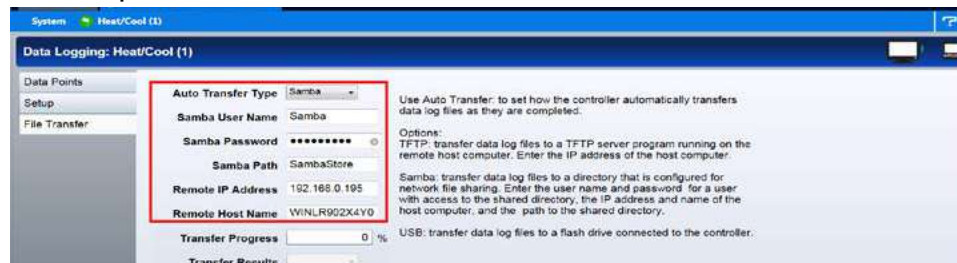 System Heat/Cool (1)
Data Logging: Heat/Cool (1)
Data Points
Setup
File Transfer
Auto Transfer Type Samba
Samba User Name Samba
Samba Password •••••••••
Samba Path SambaStore
Remote IP Address 192.168.0.195
Remote Host Name WINLR902X4Y0
Transfer Progress 0 %
Transfer Results
Use Auto Transfer: to set how the controller automatically transfers
data log files as they are completed.
Options:
TFTP: transfer data log files to a TFTP server program running on the
remote host computer. Enter the IP address of the host computer.
Samba: transfer data log files to a directory that is configured for
network file sharing. Enter the user name and password for a user
with access to the shared directory, the IP address and name of the
host computer, and the path to the shared directory.
USB: transfer data log files to a flash drive connected to the controller.